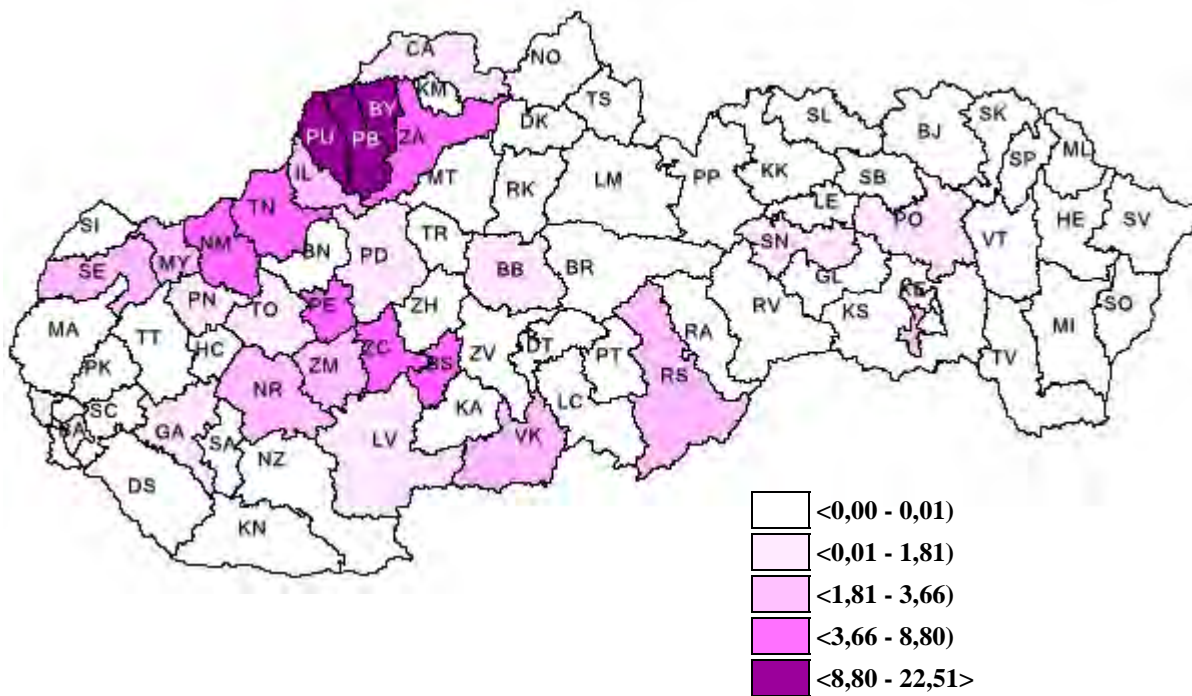 CA
NO
KM
TS
BY
PU
PB
ZA
DK
SL
BJ
SK
SP
ML
IL
MT
RK
LM
PP
KK
SB
LE
PO
HE
SV
TN
SI
NM
BN
PD
TR
BB
BR
SN
GL
VT
SE
MY
PN
TO
PE
ZH
RV
KS
KE
SO
MA
TT
HC
PK
ZM
ZC
BS
ZV
DT
PT
RA
RS
MI
TV
SC
BA
NR
GA
SA
NZ
LV
KA
VK
LC
DS
KN
<0,00 - 0,01)
<0,01 - 1,81)
<1,81 - 3,66)
<3,66 - 8,80)
<8,80 - 22,51>